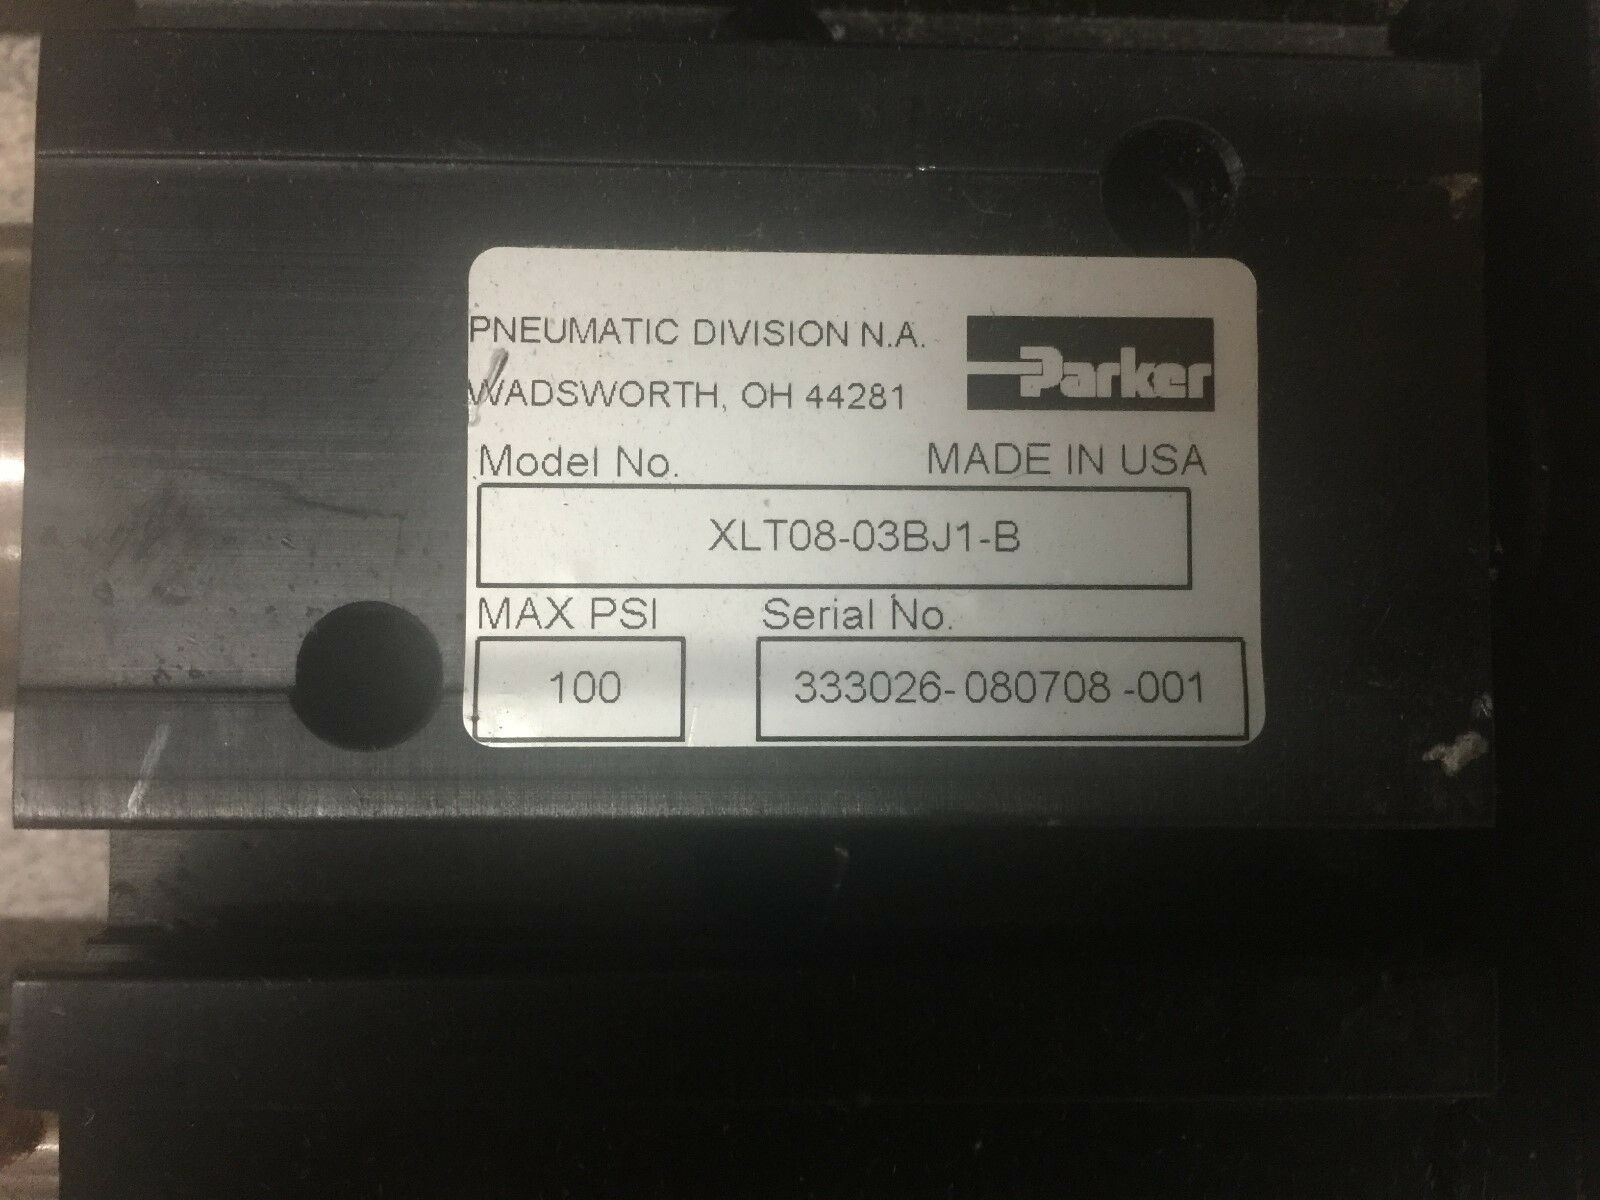 PNEUMATIC DIVISION N.A.
Parker
WADSWORTH, OH 44281
Model No. MADE IN USA
XLT08-03BJ1-B
MAX PSI Serial No.
100 333026-080708-001